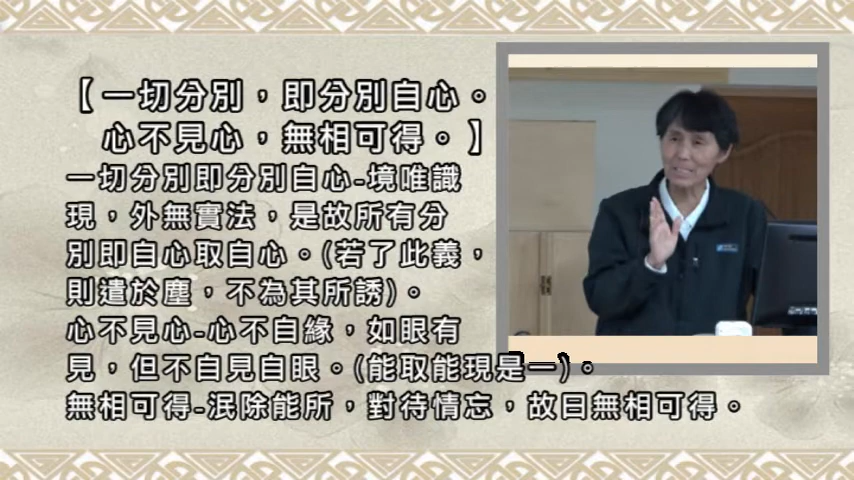 【一切分別，即分別自心。
心不見心，無相可得。】
一切分別即分別自心-境唯識
現，外無實法，是故所有分
別即自心取自心。(若了此義，
則遣於塵，不為其所誘)。
心不見心-心不自緣，如眼有
見，但不自見自眼。(能取能現是一)。
無相可得-泯除能所，對待情忘，故曰無相可得。